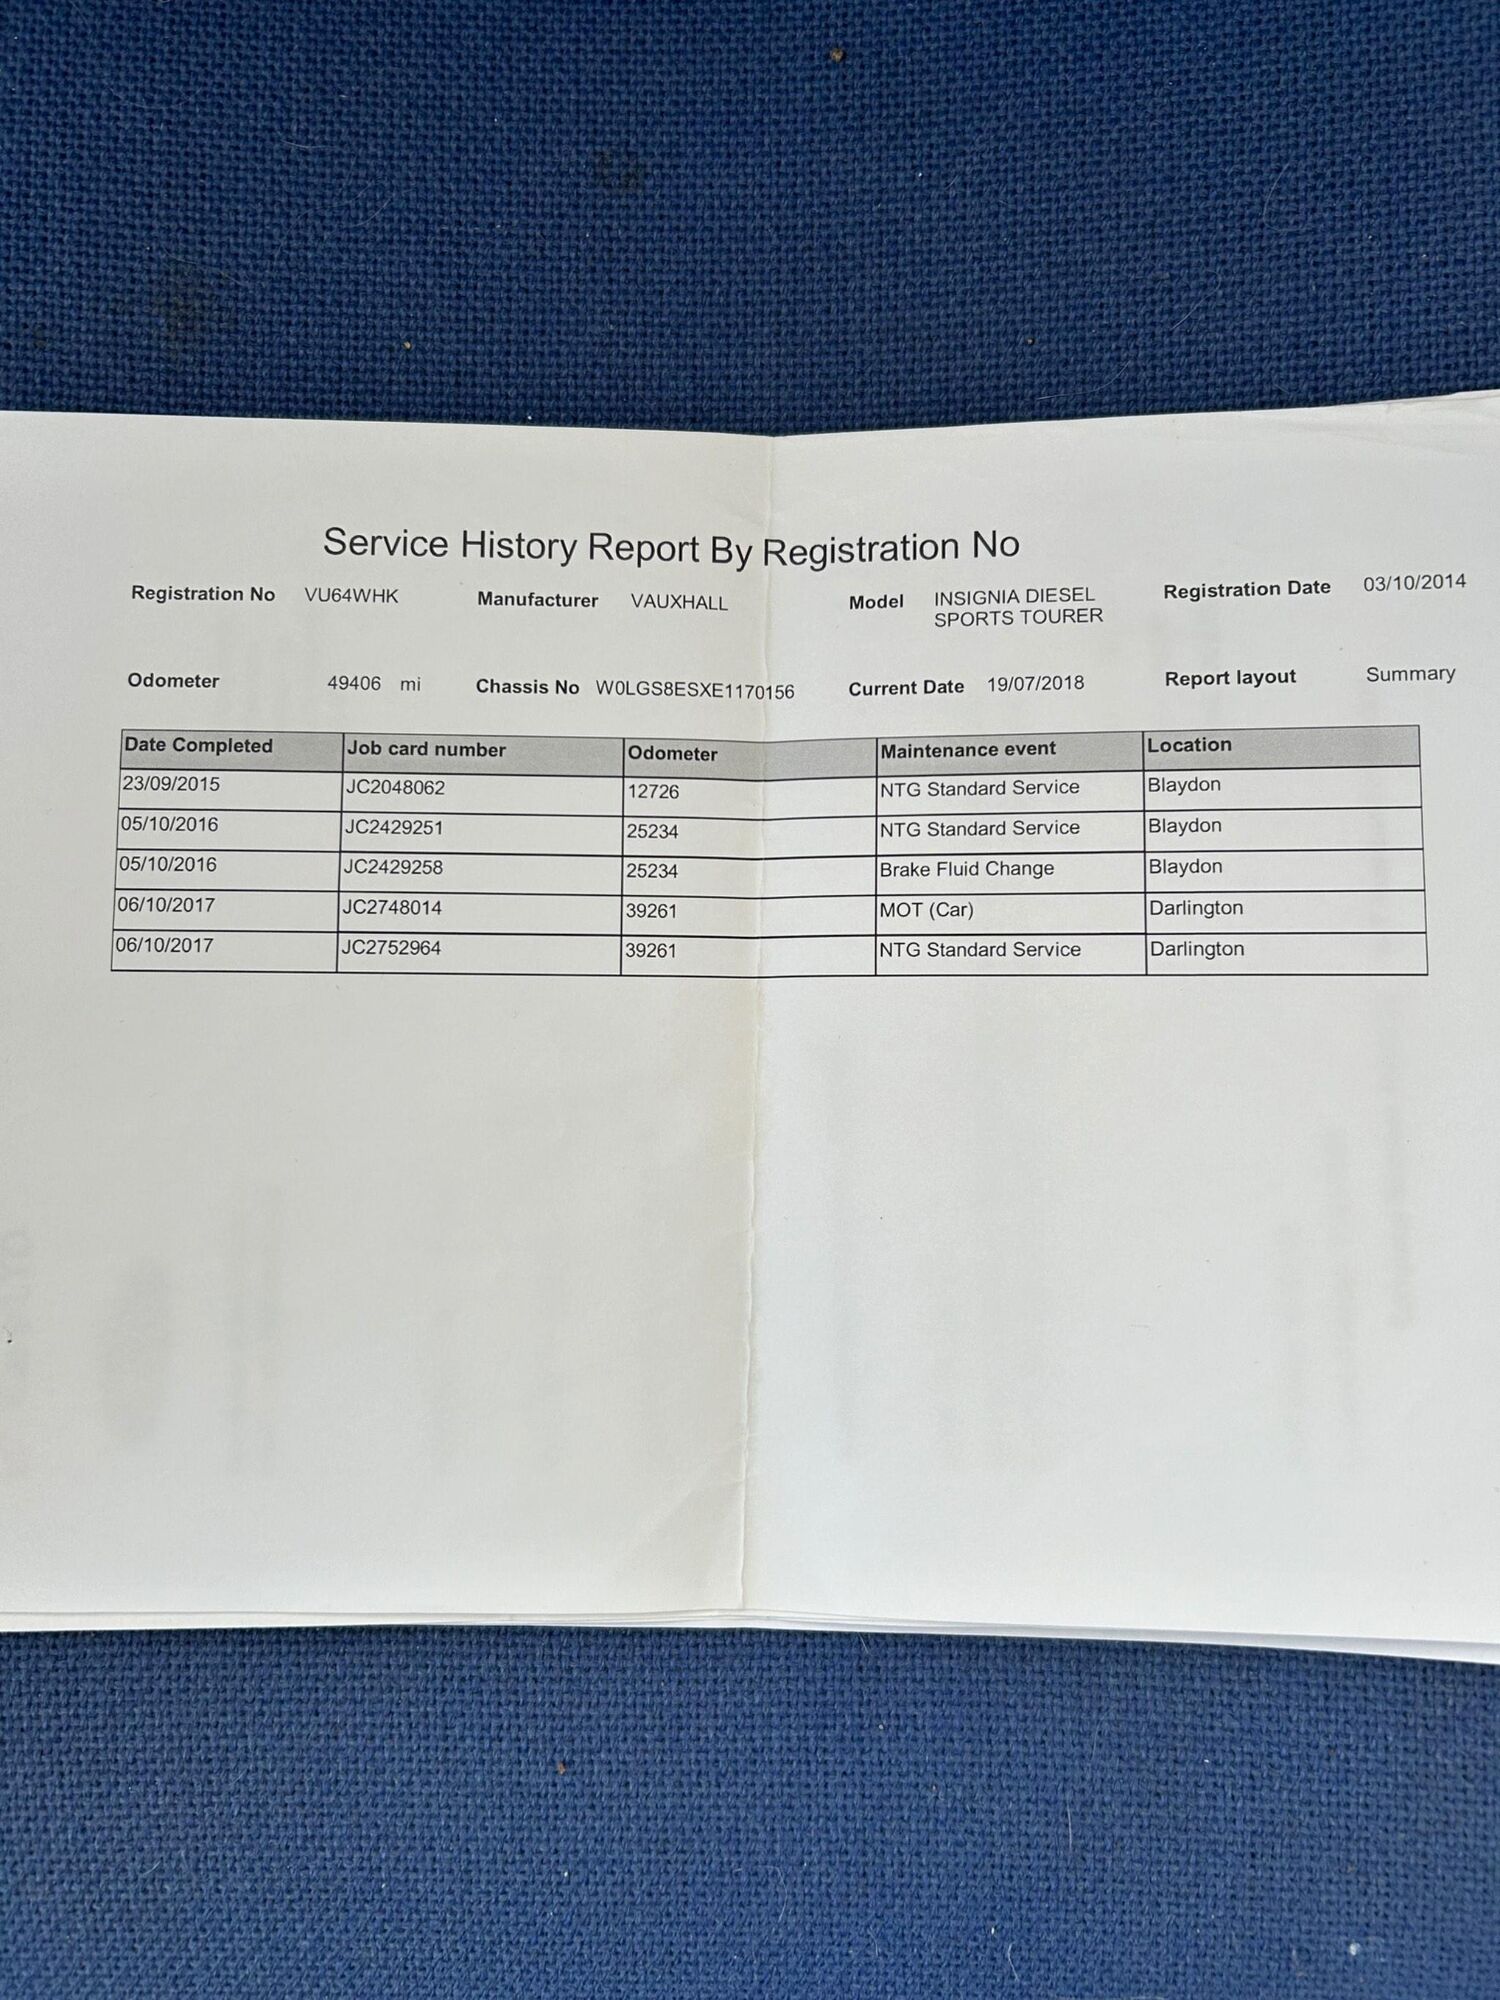 Service History Report By Registration No
Registration No VU64WHK Manufacturer VAUXHALL Model INSIGNIA DIESEL SPORTS TOURER Registration Date 03/10/2014
Odometer 49406 mi Chassis No W0LGS8ESXE1170156 Current Date 19/07/2018 Report layout Summary
Date Completed Job card number Odometer Maintenance event Location
23/09/2015 JC2048062 12726 NTG Standard Service Blaydon
05/10/2016 JC2429251 25234 NTG Standard Service Blaydon
05/10/2016 JC2429258 25234 Brake Fluid Change Blaydon
06/10/2017 JC2748014 39261 MOT (Car) Darlington
06/10/2017 JC2752964 39261 NTG Standard Service Darlington